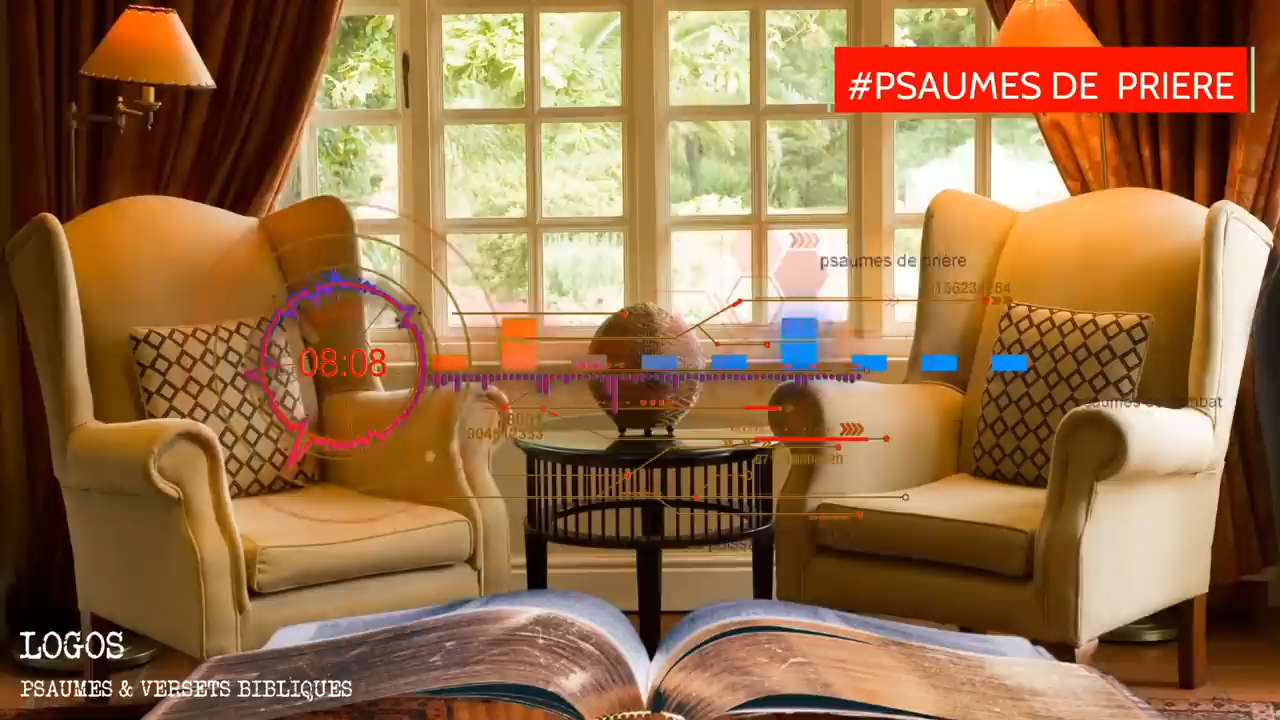 #PSAUMES DE PRIERE
psaumes de prière
08:08
LOGOS
PSAUMES & VERSETS BIBLIQUES